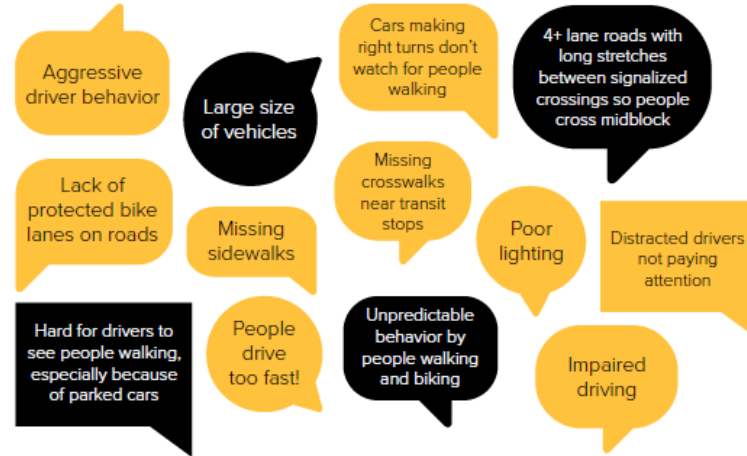 Aggressive
driver behavior
Large size
of vehicles
Cars making
right turns don't
watch for people
walking
4+ lane roads with
long stretches
between signalized
crossings so people
cross midblock
Lack of
protected bike
lanes on roads
Missing
sidewalks
Missing
crosswalks
near transit
stops
Poor
lighting
Distracted drivers
not paying
attention
Hard for drivers to
see people walking,
especially because
of parked cars
People
drive
too fast!
Unpredictable
behavior by
people walking
and biking
Impaired
driving